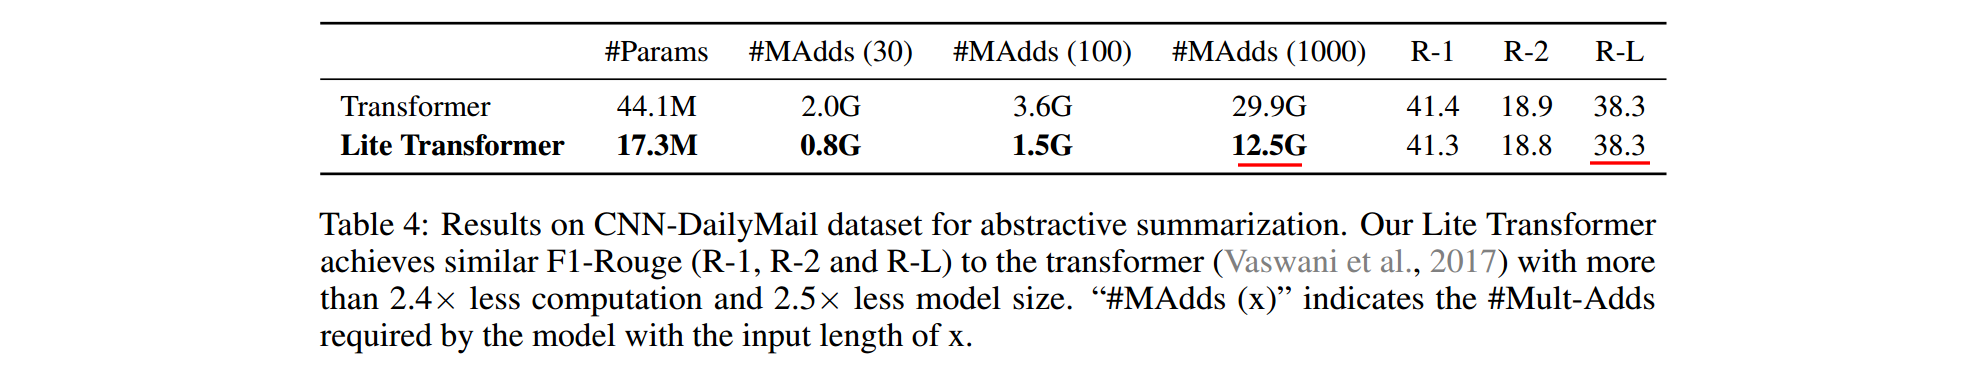 #Params #MAdds (30) #MAdds (100) #MAdds (1000) R-1 R-2 R-L
Transformer 44.1M 2.0G 3.6G 29.9G 41.4 18.9 38.3
Lite Transformer 17.3M 0.8G 1.5G 12.5G 41.3 18.8 38.3
Table 4: Results on CNN-DailyMail dataset for abstractive summarization. Our Lite Transformer
achieves similar F1-Rouge (R-1, R-2 and R-L) to the transformer (Vaswani et al., 2017) with more
than 2.4× less computation and 2.5× less model size. “#MAdds (x)” indicates the #Mult-Adds
required by the model with the input length of x.